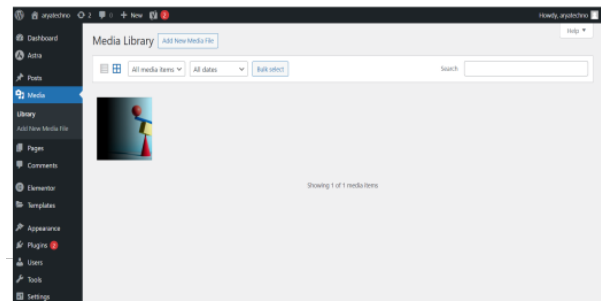 aryatechno 2 0 + New 2
Howdy, aryatechno
Help ▼
Dashboard
Astra
Posts
Media
Library
Add New Media File
Pages
Comments
Elementor
Templates
Appearance
Plugins 2
Users
Tools
Settings
Media Library Add New Media File
All media items All dates Bulk select Search
Showing 1 of 1 media items